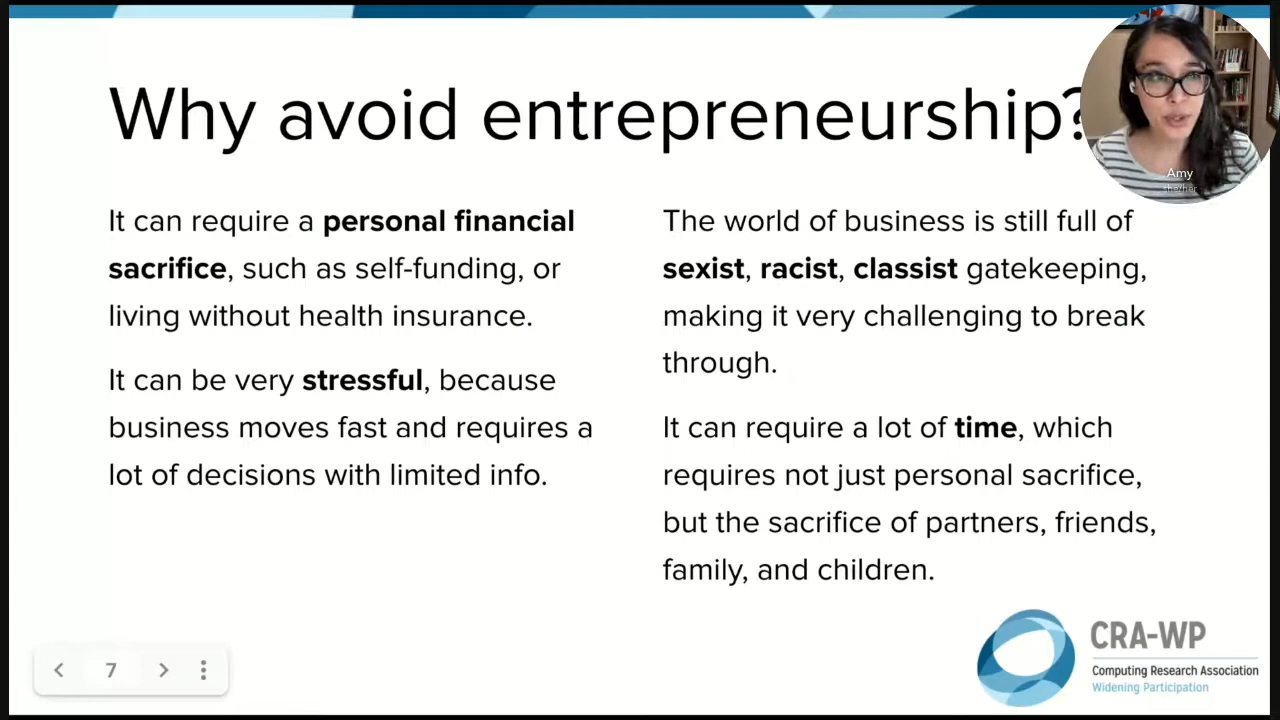 Why avoid entrepreneurship?
Amy
she/her
It can require a personal financial
sacrifice, such as self-funding, or
living without health insurance.
It can be very stressful, because
business moves fast and requires a
lot of decisions with limited info.
The world of business is still full of
sexist, racist, classist gatekeeping,
making it very challenging to break
through.
It can require a lot of time, which
requires not just personal sacrifice,
but the sacrifice of partners, friends,
family, and children.
7
CRA-WP
Computing Research Association
Widening Participation